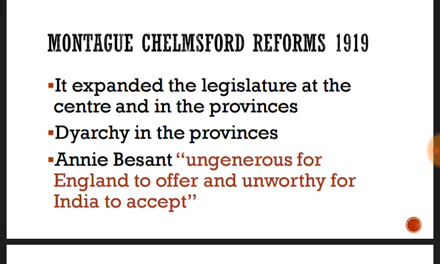 MONTAGUE CHELMSFORD REFORMS 1919
▪It expanded the legislature at the
centre and in the provinces
▪Dyarchy in the provinces
▪Annie Besant “ungenerous for
England to offer and unworthy for
India to accept”